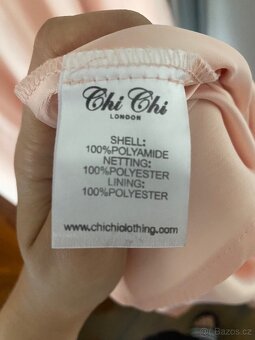 Chi Chi
LONDON
SHELL:
100%POLYAMIDE
NETTING:
100%POLYESTER
LINING:
100%POLYESTER
www.chichiclothing.com
Bazos.cz